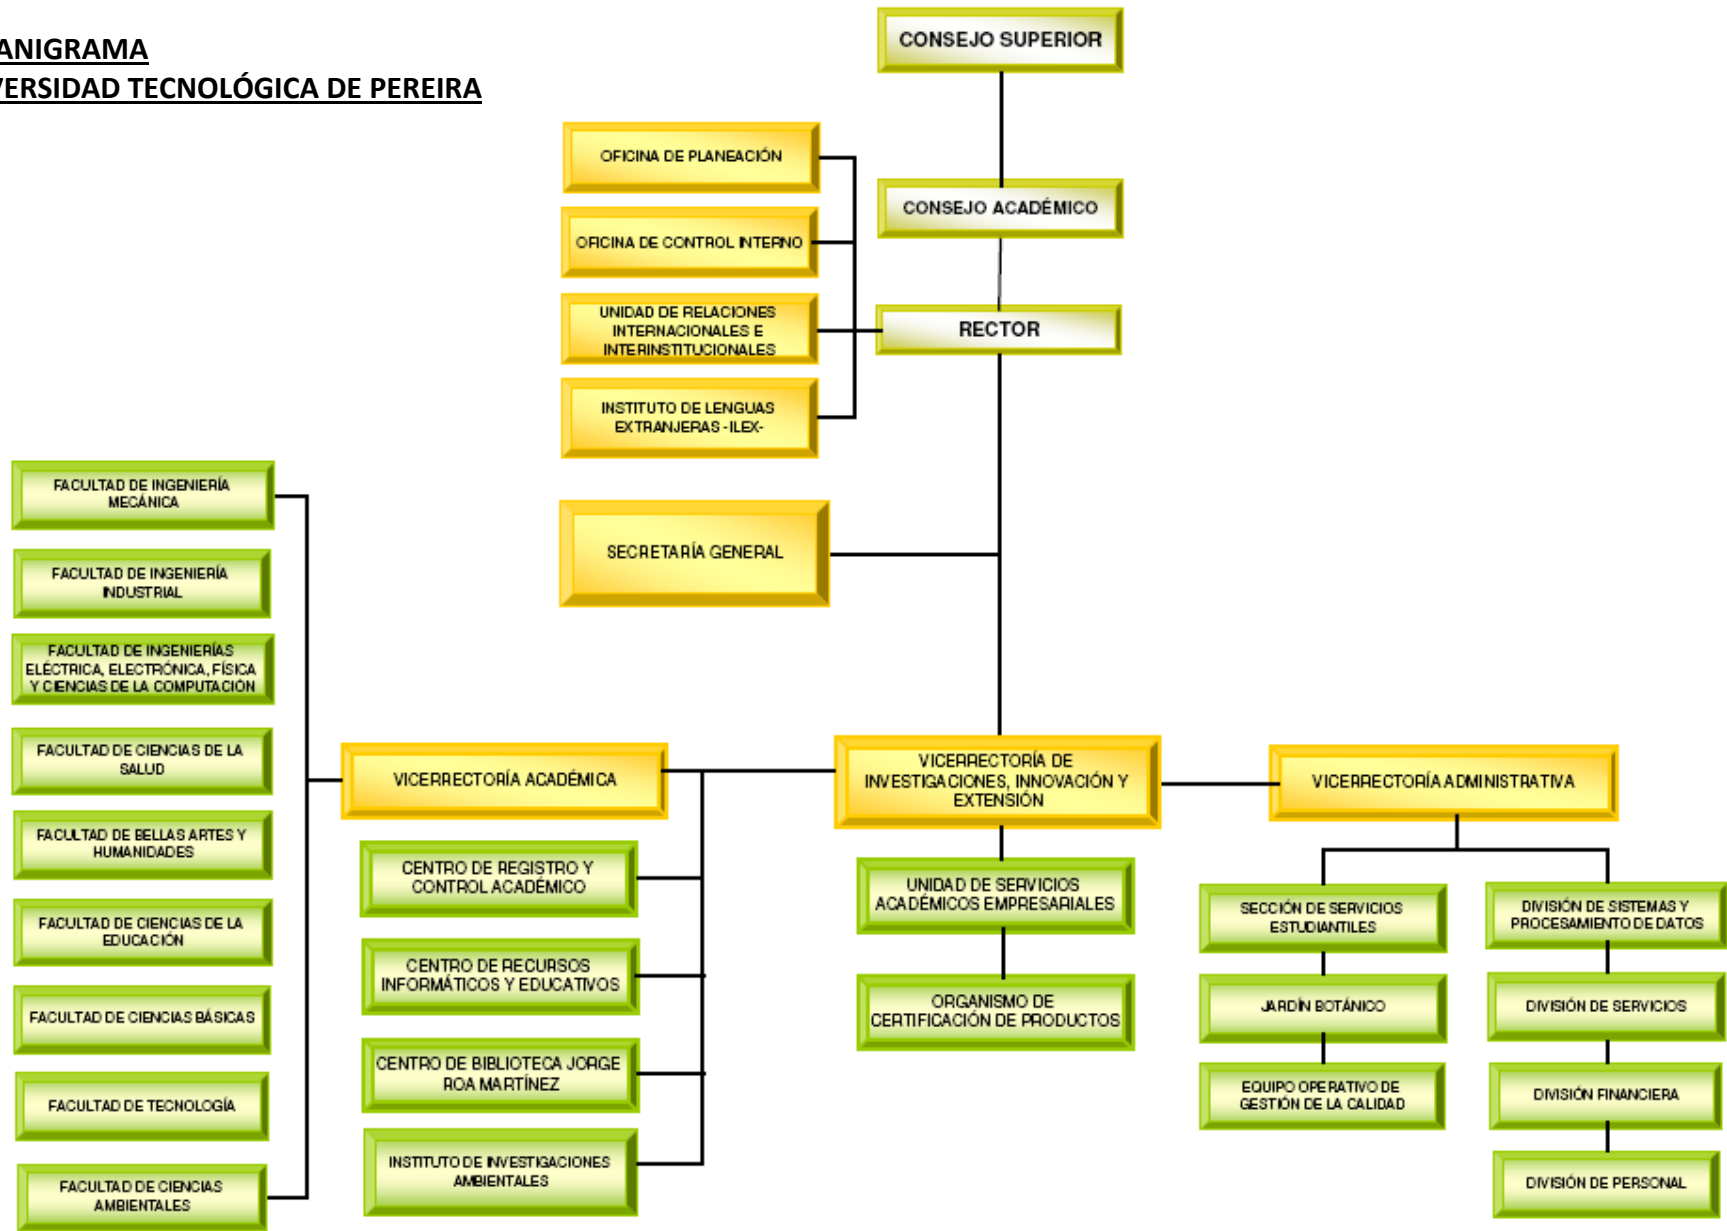 ANIGRAMA
VERSIDAD TECNOLÓGICA DE PEREIRA
CONSEJO SUPERIOR
CONSEJO ACADÉMICO
RECTOR
OFICINA DE PLANEACIÓN
OFICINA DE CONTROL INTERNO
UNIDAD DE RELACIONES
INTERNACIONALES E
INTERINSTITUCIONALES
INSTITUTO DE LENGUAS
EXTRANJERAS -ILEX-
SECRETARÍA GENERAL
FACULTAD DE INGENIERÍA
MECÁNICA
FACULTAD DE INGENIERÍA
INDUSTRIAL
FACULTAD DE INGENIERÍAS
ELÉCTRICA, ELECTRÓNICA, FÍSICA
Y CIENCIAS DE LA COMPUTACIÓN
FACULTAD DE CIENCIAS DE LA
SALUD
FACULTAD DE BELLAS ARTES Y
HUMANIDADES
FACULTAD DE CIENCIAS DE LA
EDUCACIÓN
FACULTAD DE CIENCIAS BÁSICAS
FACULTAD DE TECNOLOGÍA
FACULTAD DE CIENCIAS
AMBIENTALES
VICERRECTORÍA ACADÉMICA
CENTRO DE REGISTRO Y
CONTROL ACADÉMICO
CENTRO DE RECURSOS
INFORMÁTICOS Y EDUCATIVOS
CENTRO DE BIBLIOTECA JORGE
ROA MARTÍNEZ
INSTITUTO DE INVESTIGACIONES
AMBIENTALES
VICERRECTORÍA DE
INVESTIGACIONES, INNOVACIÓN Y
EXTENSIÓN
UNIDAD DE SERVICIOS
ACADÉMICOS EMPRESARIALES
ORGANISMO DE
CERTIFICACIÓN DE PRODUCTOS
VICERRECTORÍA ADMINISTRATIVA
SECCIÓN DE SERVICIOS
ESTUDIANTILES
JARDÍN BOTÁNICO
EQUIPO OPERATIVO DE
GESTIÓN DE LA CALIDAD
DIVISIÓN DE SISTEMAS Y
PROCESAMIENTO DE DATOS
DIVISIÓN DE SERVICIOS
DIVISIÓN FINANCIERA
DIVISIÓN DE PERSONAL